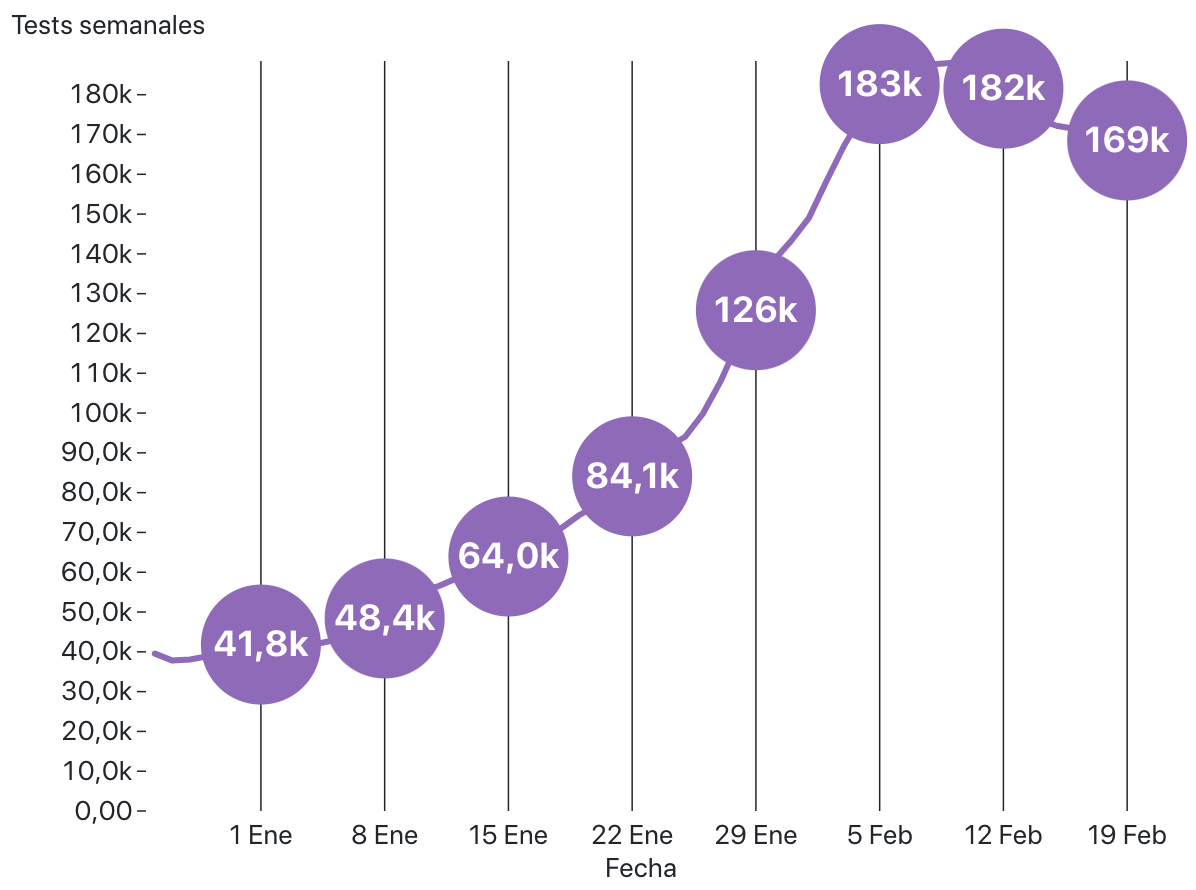 Tests semanales
180k
170k
160k
150k
140k
130k
120k
110k
100k
90,0k
80,0k
70,0k
60,0k
50,0k
40,0k
30,0k
20,0k
10,0k
0,00
41,8k
48,4k
64,0k
84,1k
126k
183k
182k
169k
1 Ene 8 Ene 15 Ene 22 Ene 29 Ene 5 Feb 12 Feb 19 Feb
Fecha